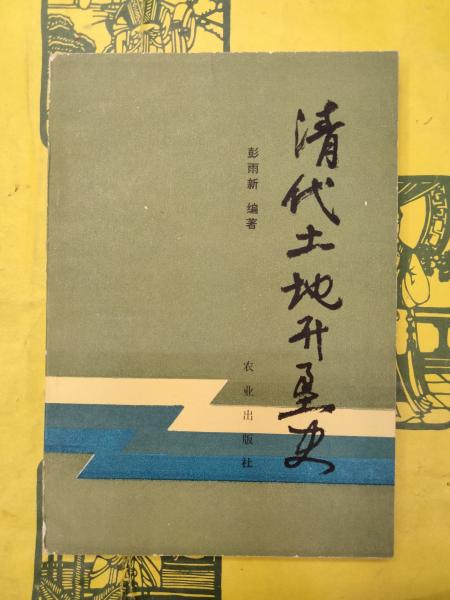 清代土地开垦史
彭雨新 编著
农业出版社